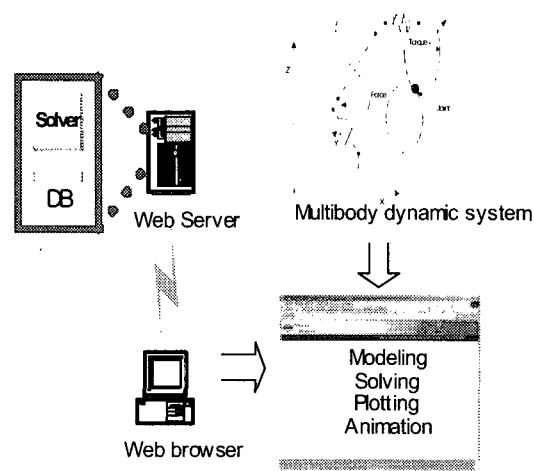 Torque
Z
Solver
Force
Joint
DB
Web Server
x
Multibody dynamic system
Modeling
Solving
Plotting
Animation
Web browser